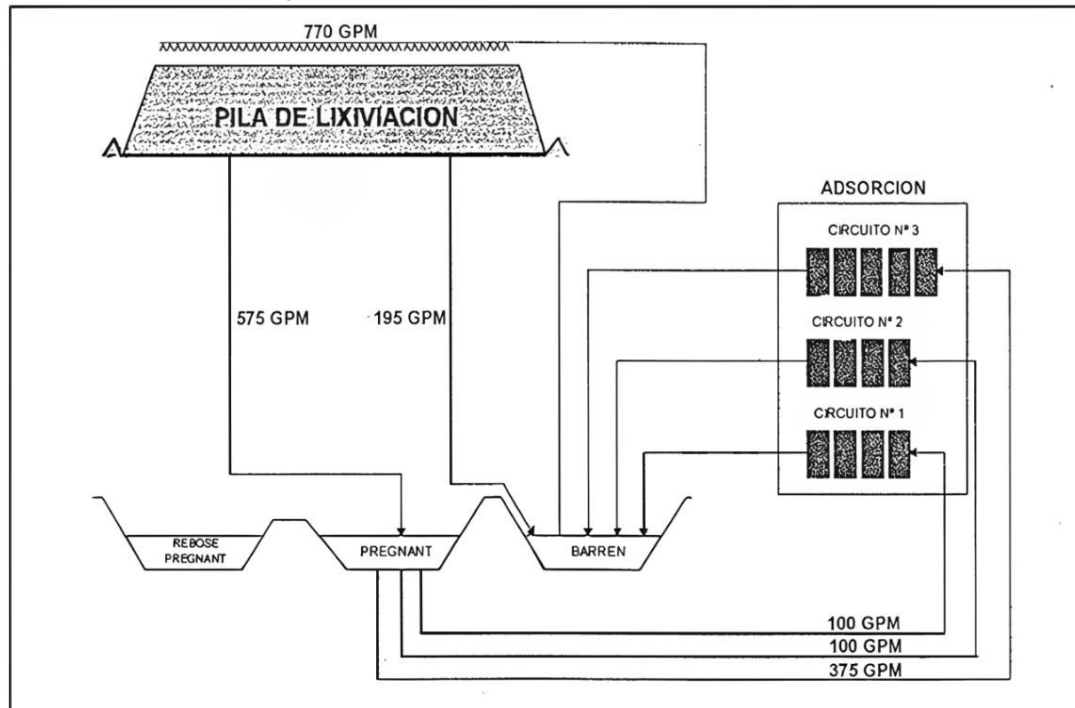 770 GPM
PILA DE LIXIVIACION
ADSORCION
CIRCUITO Nº 3
575 GPM
195 GPM
CIRCUITO Nº 2
CIRCUITO Nº 1
REBOSE
PREGNANT
PREGNANT
BARREN
100 GPM
100 GPM
375 GPM